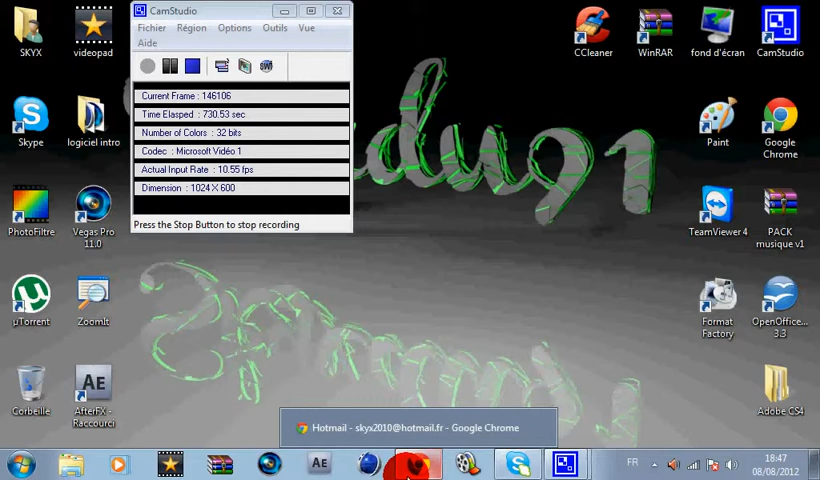 CamStudio
Fichier Région Options Outils Vue
Aide
Current Frame : 146106
Time Elasped : 730.53 sec
Number of Colors : 32 bits
Codec : Microsoft Vidéo 1
Actual Input Rate : 10.55 fps
Dimension : 1024 X 600
Press the Stop Button to stop recording
SKYX
videopad
CCleaner
WinRAR
fond d'écran
CamStudio
Skype
logiciel intro
Paint
Google
Chrome
PhotoFiltre
Vegas Pro
11.0
TeamViewer 4
PACK
musique v1
µTorrent
ZoomIt
Format
Factory
OpenOffice....
3.3
Corbeille
AfterFX -
Raccourci
Adobe CS4
Hotmail - skyx2010@hotmail.fr - Google Chrome
FR
18:47
08/08/2012